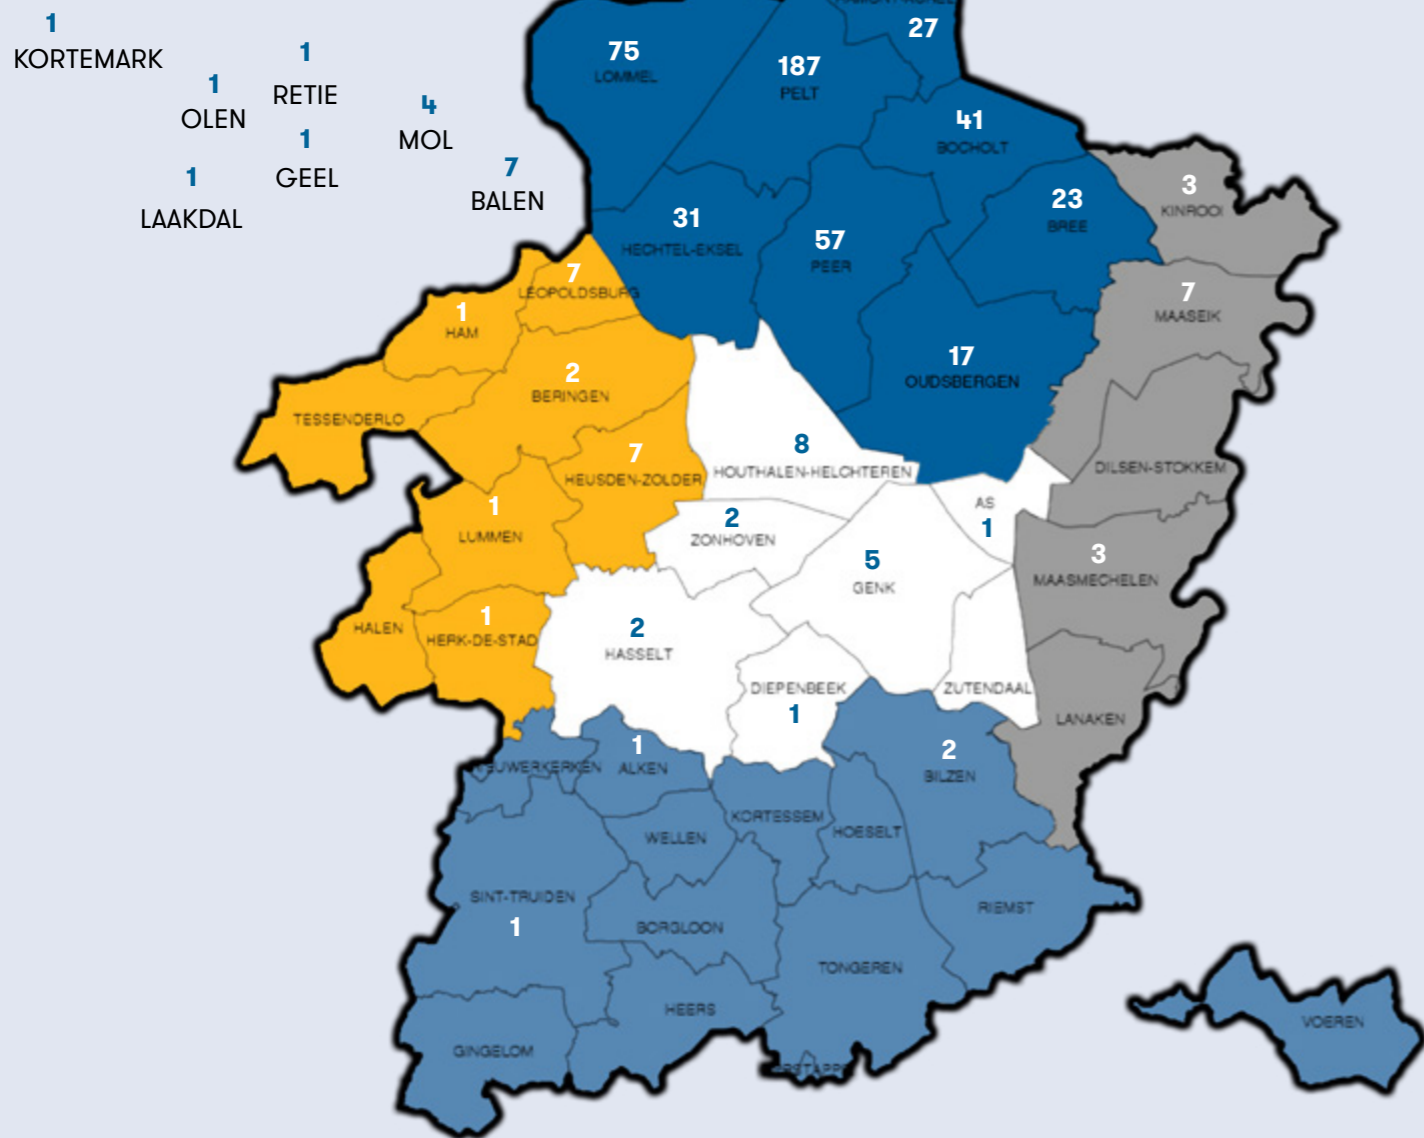 1
KORTEMARK
1
OLEN
1
RETIE
1
GEEL
4
MOL
1
LAAKDAL
7
BALEN
75
LOMMEL
187
PELT
27
41
BOCHOLT
31
HECHTEL-EKSEL
57
PEER
23
BREE
3
KINROOI
7
MAASEIK
17
OUDSBERGEN
7
LEOPOLDSBURG
1
HAM
2
BERINGEN
TESSENDERLO
7
HEUSDEN-ZOLDER
8
HOUTHALEN-HELCHTEREN
DILSEN-STOKKEM
AS
1
1
LUMMEN
2
ZONHOVEN
5
GENK
3
MAASMECHELEN
HALEN
1
HERK-DE-STAD
2
HASSELT
DIEPENBEEK
1
ZUTENDAAL
LANAKEN
1
ALKEN
2
BILZEN
KORTESSEM
HOESELT
WELLEN
SINT-TRUIDEN
1
BORGLOON
RIEMST
TONGEREN
HEERS
GINGELOM
VOEREN